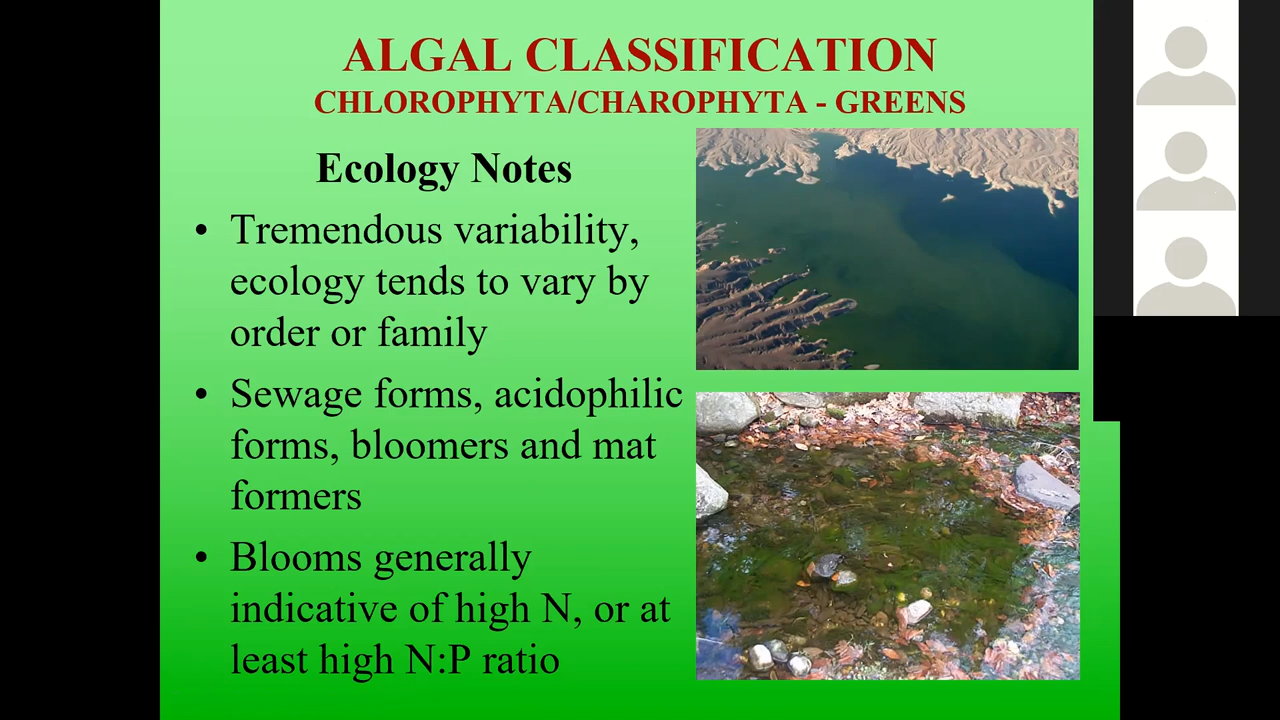 ALGAL CLASSIFICATION
CHLOROPHYTA/CHAROPHYTA - GREENS
Ecology Notes
• Tremendous variability,
ecology tends to vary by
order or family
• Sewage forms, acidophilic
forms, bloomers and mat
formers
• Blooms generally
indicative of high N, or at
least high N:P ratio